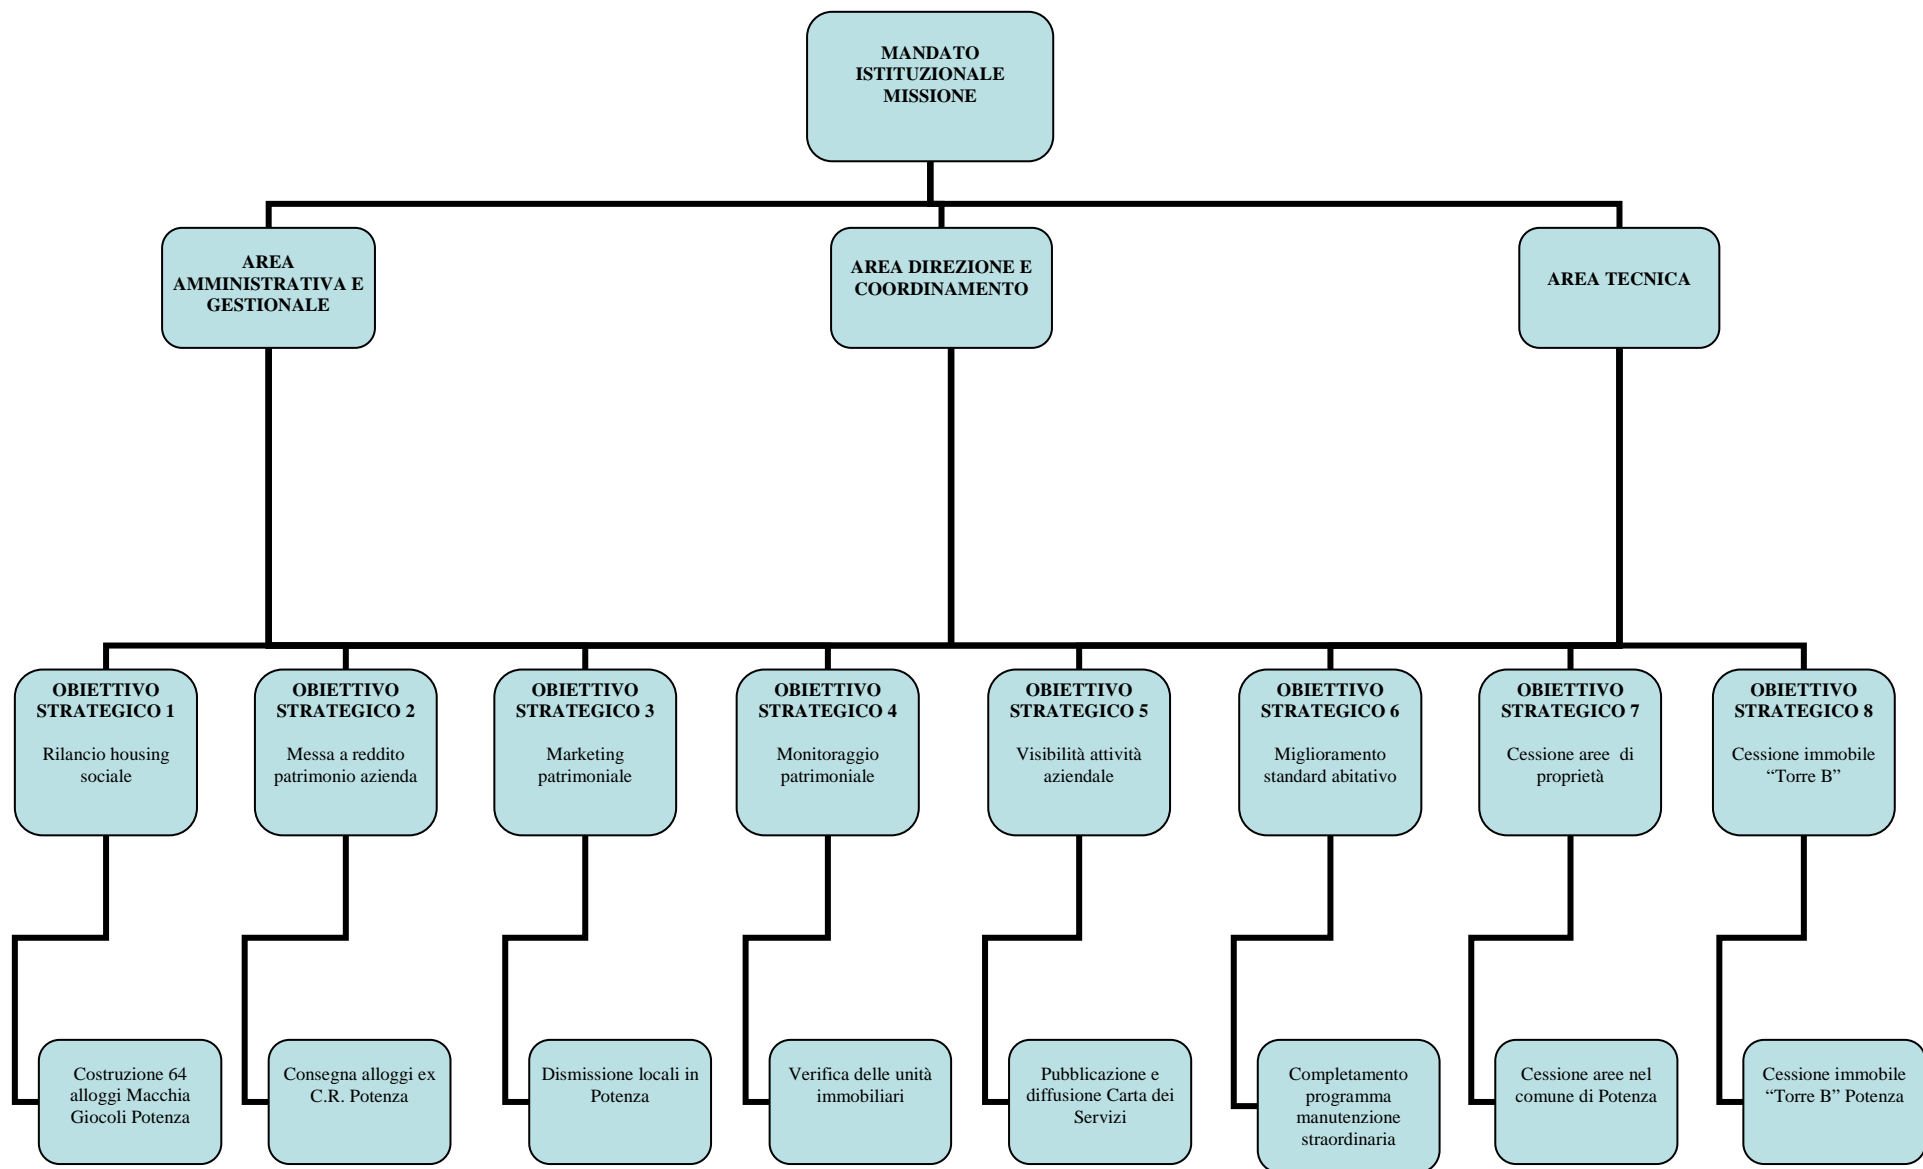 MANDATO
ISTITUZIONALE
MISSIONE
AREA
AMMINISTRATIVA E
GESTIONALE
AREA DIREZIONE E
COORDINAMENTO
AREA TECNICA
OBIETTIVO
STRATEGICO 1
Rilancio housing
sociale
OBIETTIVO
STRATEGICO 2
Messa a reddito
patrimonio azienda
OBIETTIVO
STRATEGICO 3
Marketing
patrimoniale
OBIETTIVO
STRATEGICO 4
Monitoraggio
patrimoniale
OBIETTIVO
STRATEGICO 5
Visibilità attività
aziendale
OBIETTIVO
STRATEGICO 6
Miglioramento
standard abitativo
OBIETTIVO
STRATEGICO 7
Cessione aree di
proprietà
OBIETTIVO
STRATEGICO 8
Cessione immobile
“Torre B”
Costruzione 64
alloggi Macchia
Giocoli Potenza
Consegna alloggi ex
C.R. Potenza
Dismissione locali in
Potenza
Verifica delle unità
immobiliari
Pubblicazione e
diffusione Carta dei
Servizi
Completamento
programma
manutenzione
straordinaria
Cessione aree nel
comune di Potenza
Cessione immobile
“Torre B” Potenza